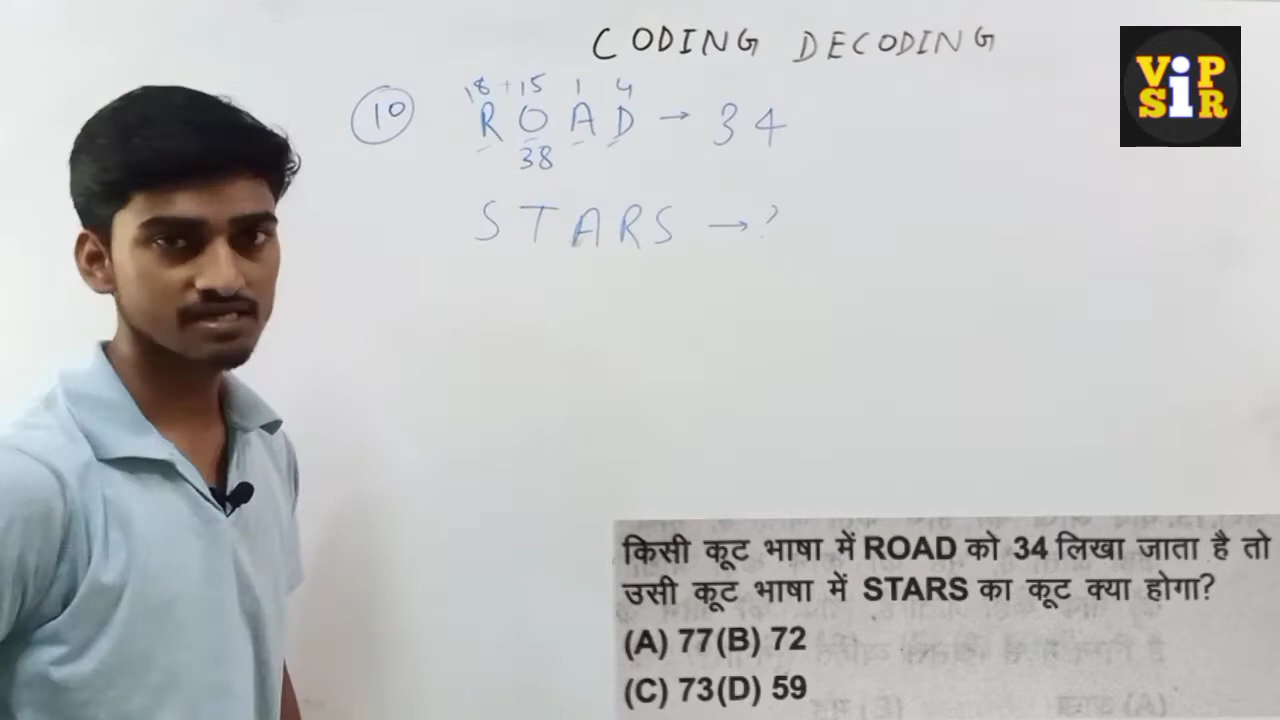 CODING DECODING
ViP
SiR
18 + 15 1 4
10 ROAD → 34
38
STARS → ?
किसी कूट भाषा में ROAD को 34 लिखा जाता है तो
उसी कूट भाषा में STARS का कूट क्या होगा?
(A) 77(B) 72
(C) 73(D) 59